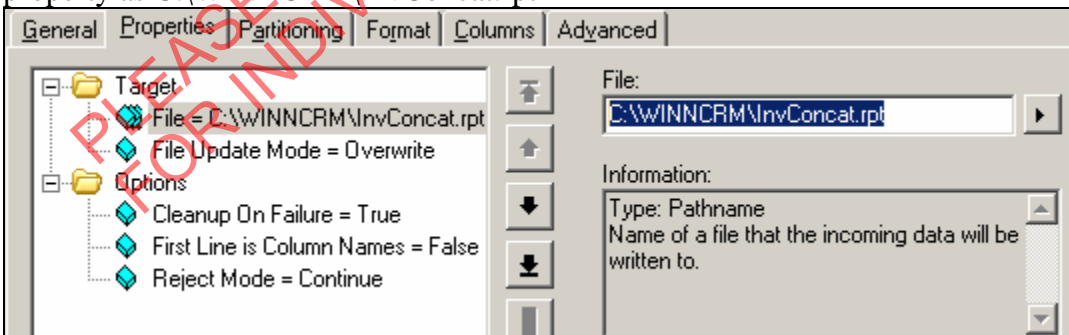 General Properties Partitioning Format Columns Advanced
Target
File = C:\WINNCRM\InvConcat.rpt
File Update Mode = Overwrite
Options
Cleanup On Failure = True
First Line is Column Names = False
Reject Mode = Continue
File:
C:\WINNCRM\InvConcat.rpt
Information:
Type: Pathname
Name of a file that the incoming data will be
written to.
PLEASE
FOR INDIV